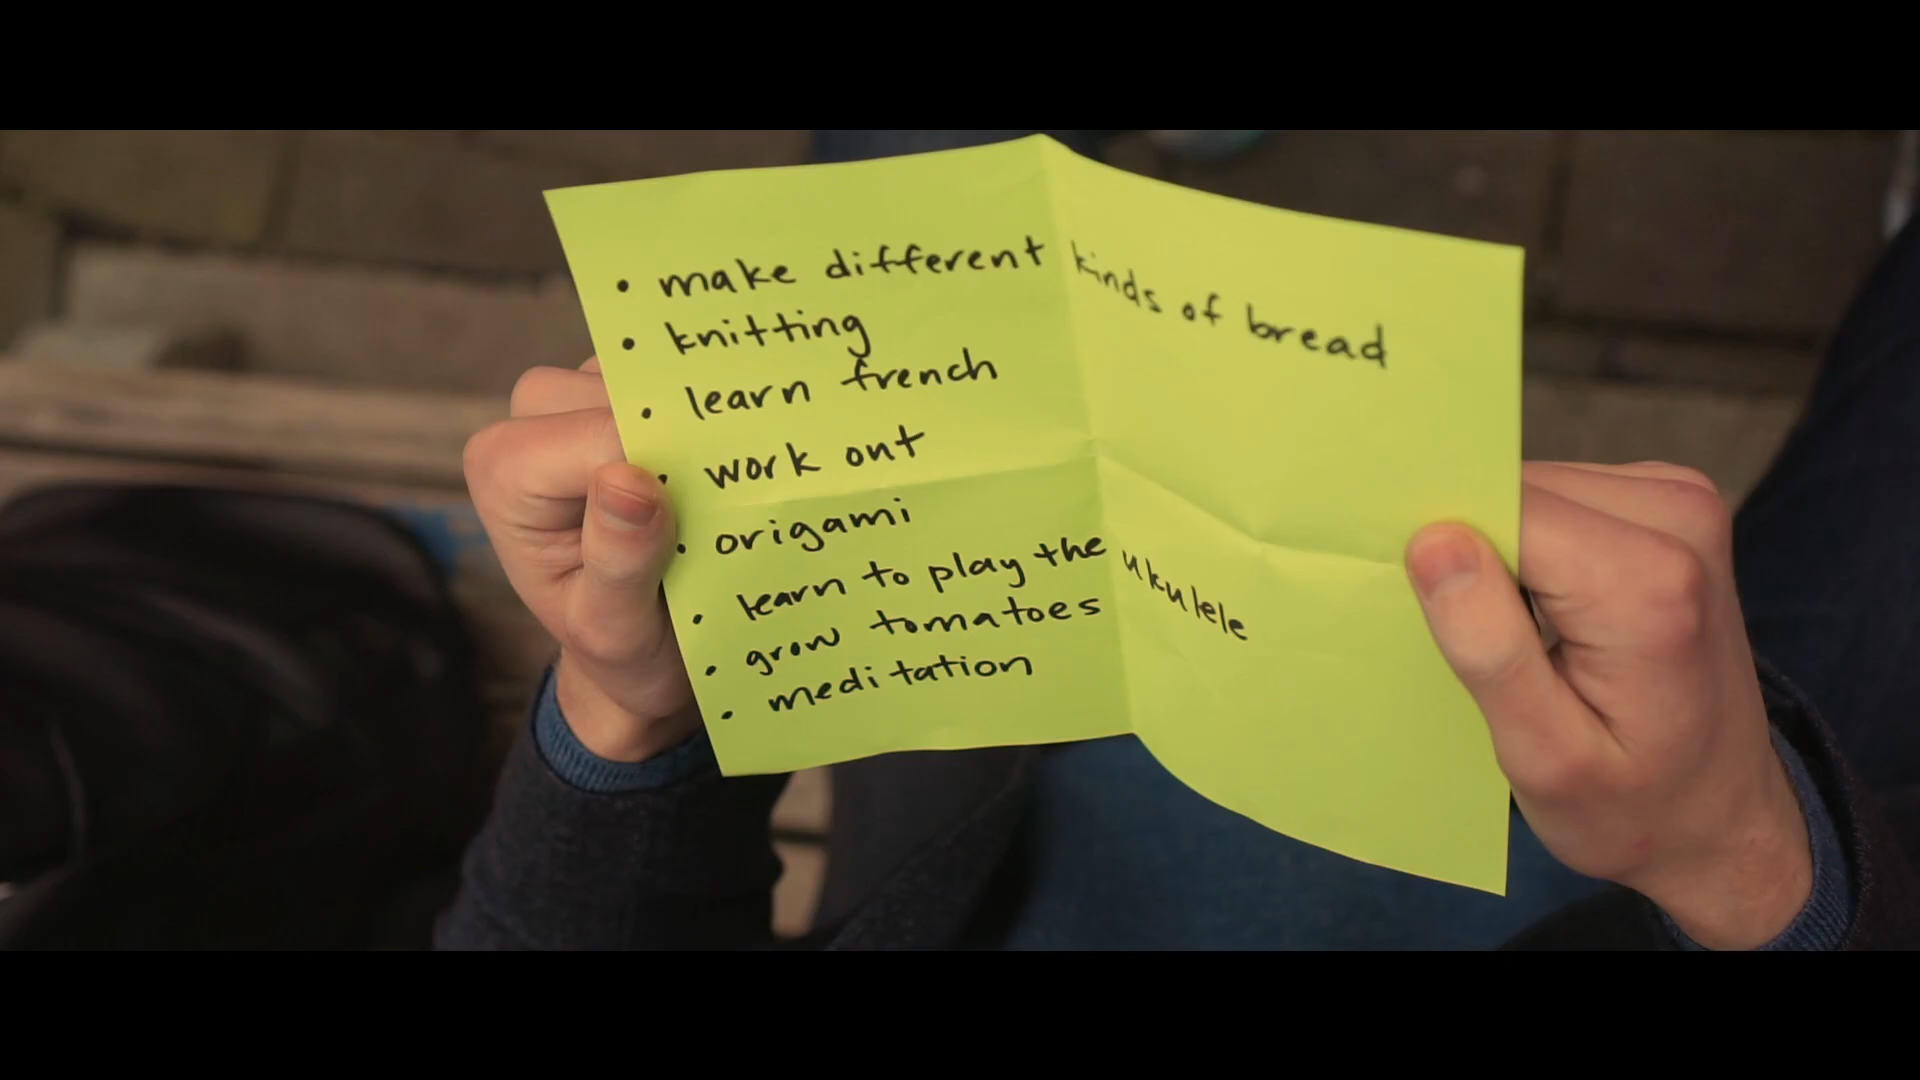 • make different kinds of bread
• knitting
• learn french
• work out
• origami
• learn to play the ukulele
• grow tomatoes
• meditation